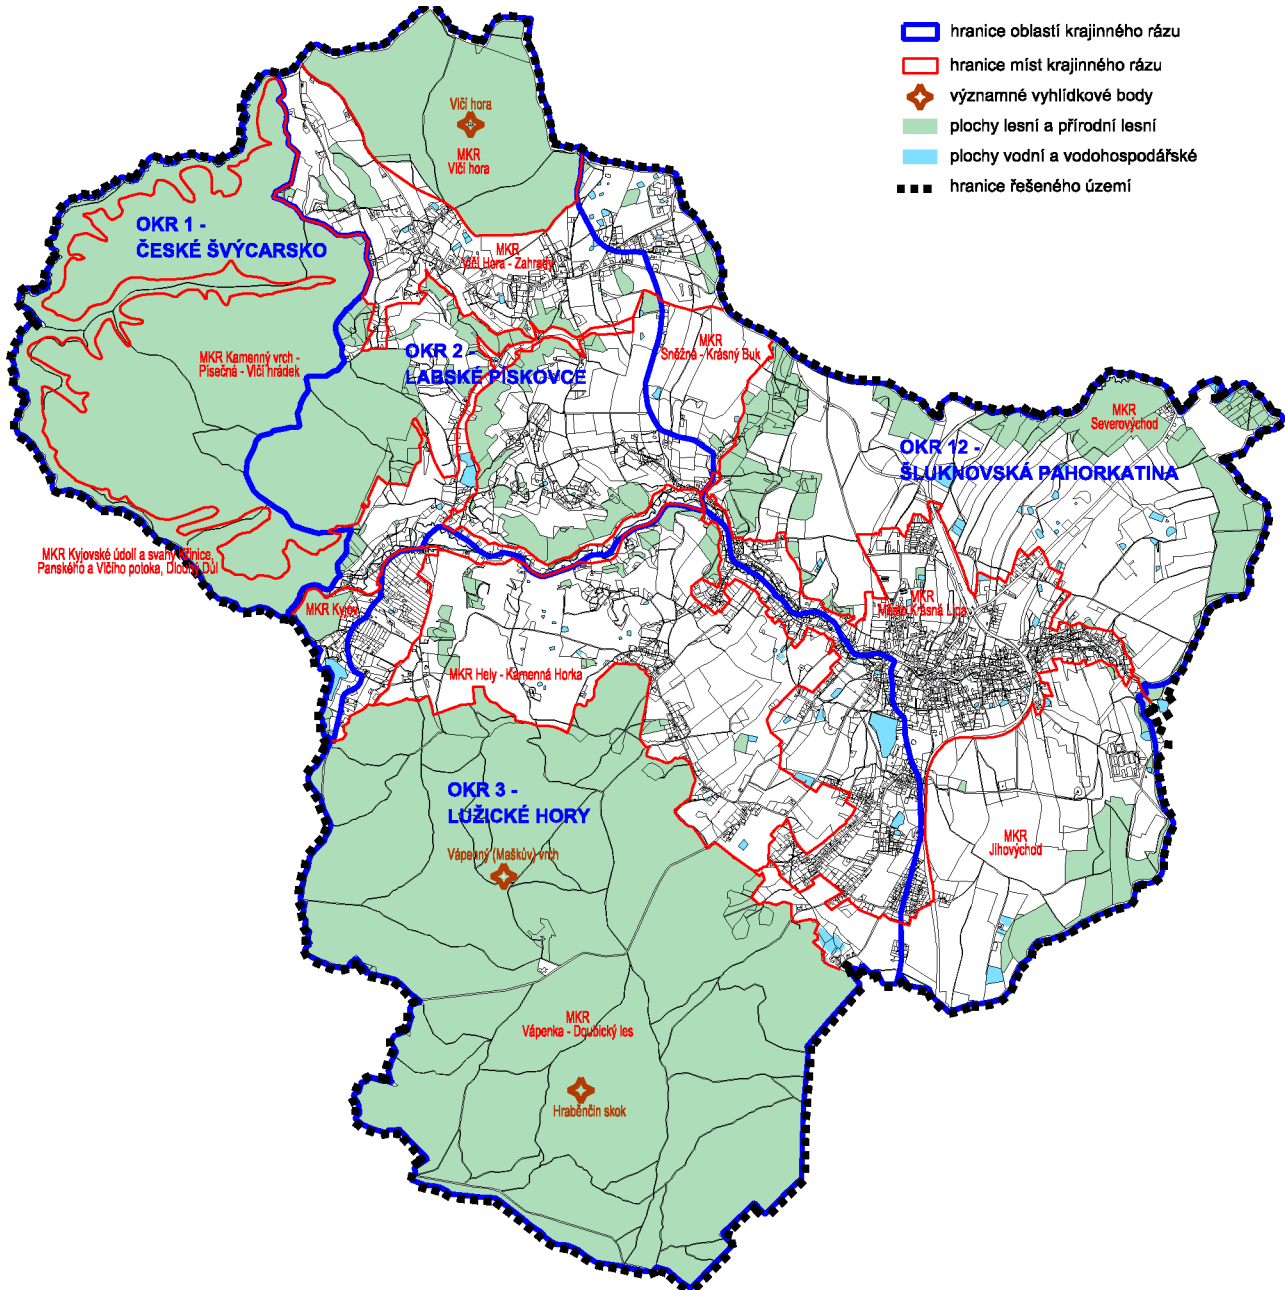 hranice oblastí krajinného rázu
hranice míst krajinného rázu
významné vyhlídkové body
plochy lesní a přírodní lesní
plochy vodní a vodohospodářské
hranice řešeného území
Vlčí hora
MKR
Vlčí hora
OKR 1 -
ČESKÉ ŠVÝCARSKO
MKR
Vlčí Hora - Zahrady
MKR
Sněžná - Krásný Buk
OKR 2 -
LABSKÉ PÍSKOVCE
MKR Kamenný vrch -
Písečná - Vlčí hrádek
MKR
Severovýchod
OKR 12 -
ŠLUKNOVSKÁ PAHORKATINA
MKR Kyjovské údolí a svahy Křinice,
Panského a Vlčího potoka, Dlouhý Důl
MKR Kyjov
MKR
Město Krásná Lípa
MKR Hely - Kamenná Horka
OKR 3 -
LUŽICKÉ HORY
Vápenný (Maškův) vrch
MKR
Jihovýchod
MKR
Vápenka - Doubický les
Hraběnčin skok